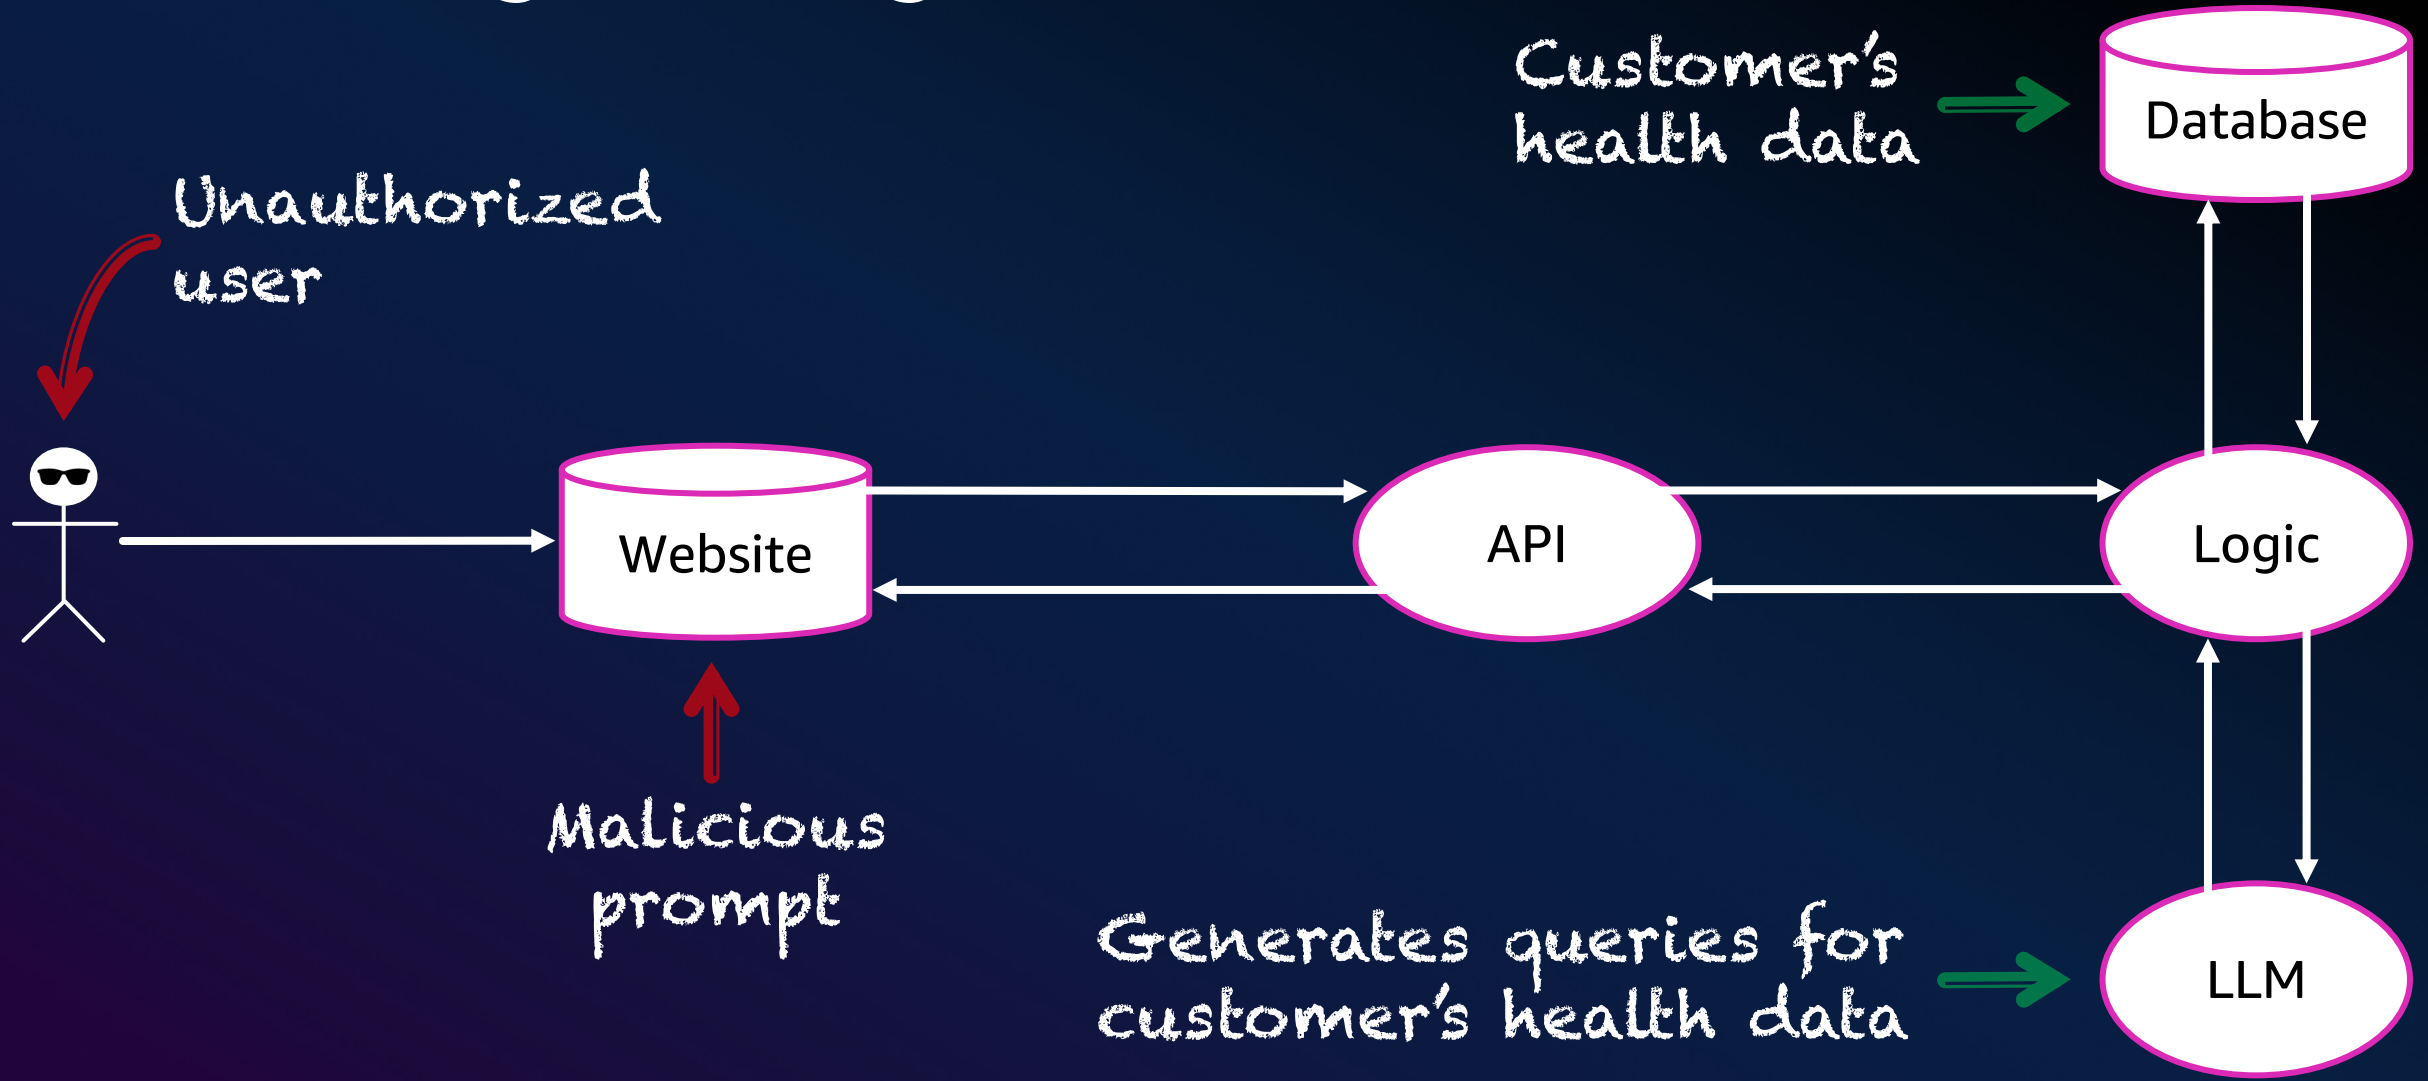 Customer's
health data
Database
Unauthorized
user
Website
API
Logic
Malicious
prompt
Generates queries for
customer's health data
LLM